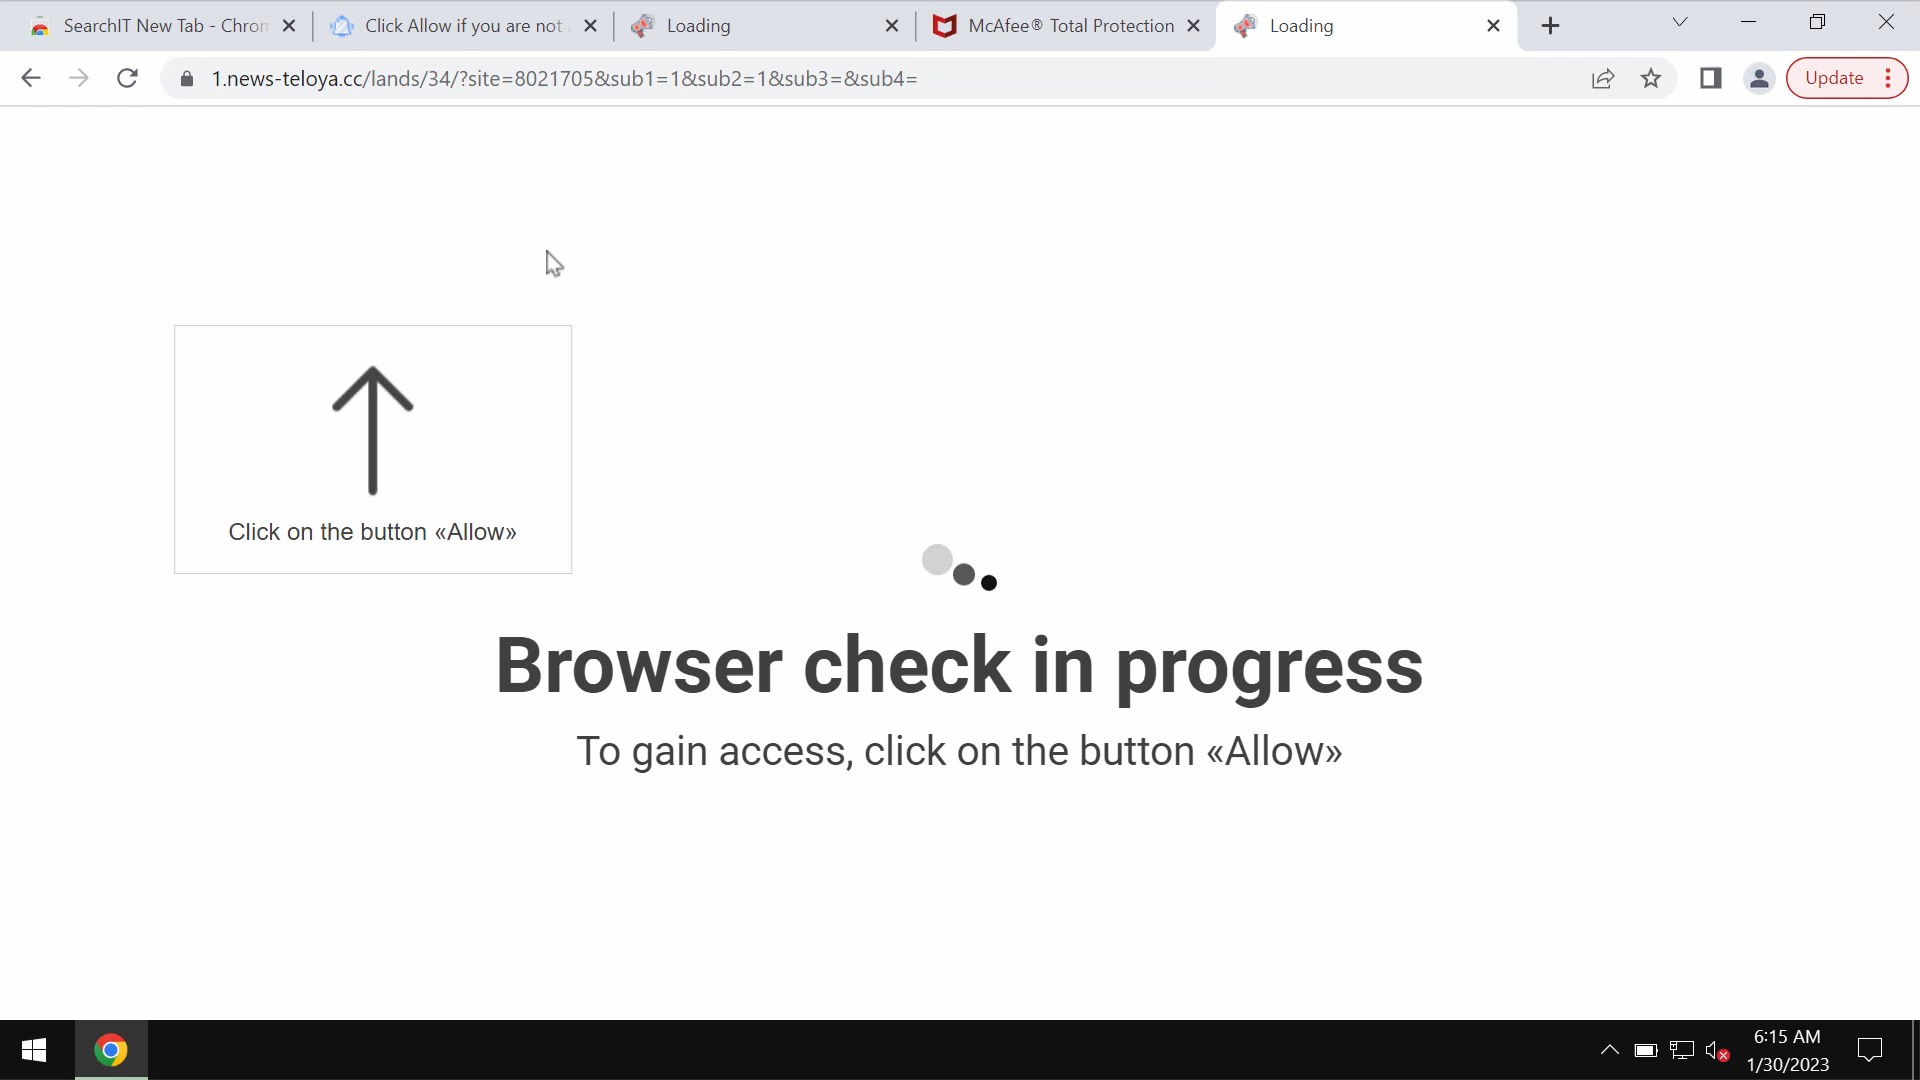 SearchIT New Tab - Chrom
Click Allow if you are not a
Loading
McAfee® Total Protection
Loading
1.news-teloya.cc/lands/34/?site=8021705&sub1=1&sub2=1&sub3=&sub4=
Update
Click on the button «Allow»
Browser check in progress
To gain access, click on the button «Allow»
6:15 AM
1/30/2023